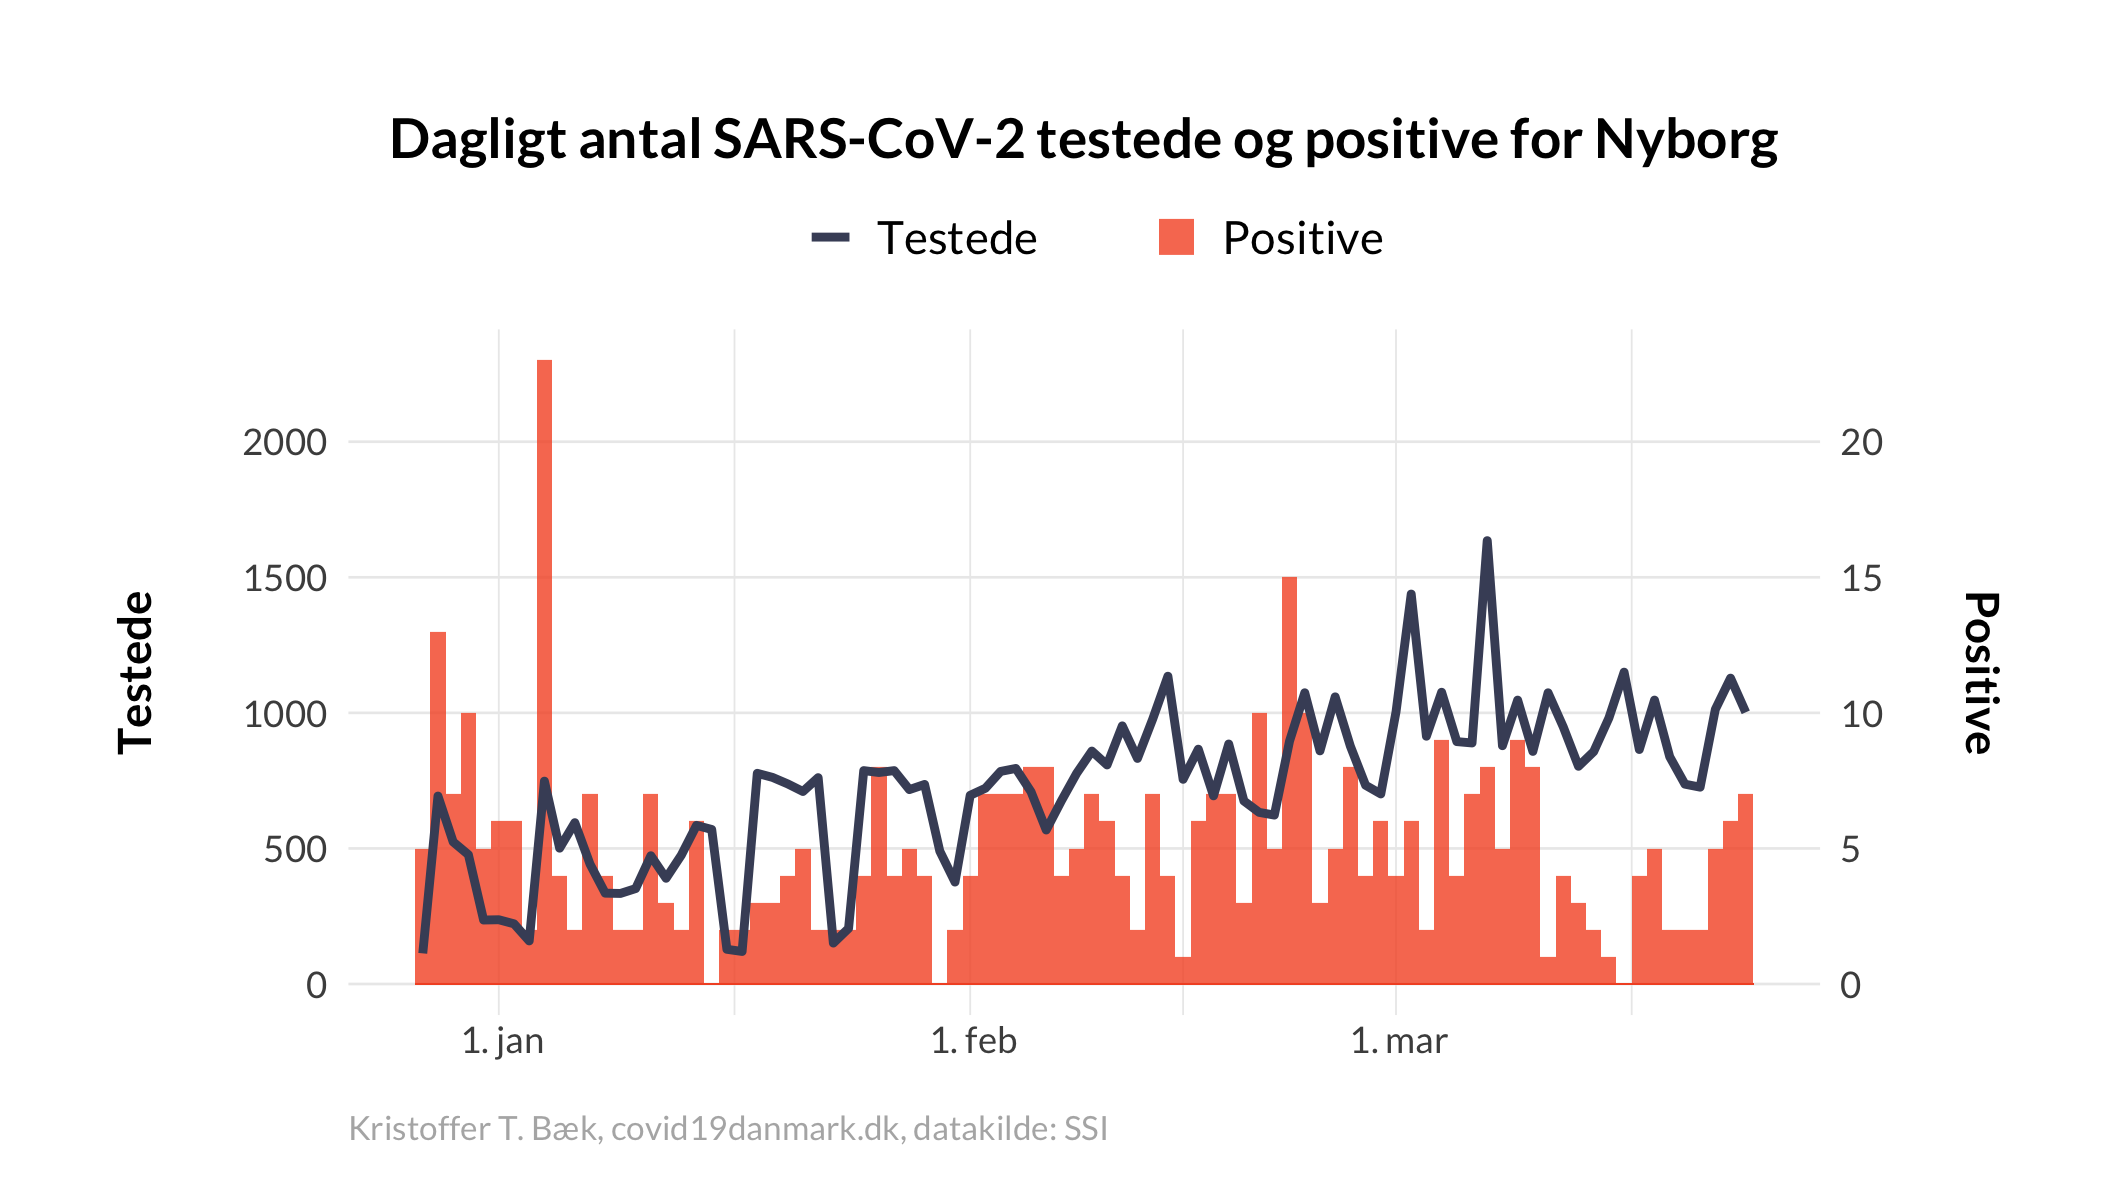 Dagligt antal SARS-CoV-2 testede og positive for Nyborg
Testede Positive
2000 20
1500 15
1000 10
500 5
0 0
Testede
Positive
1. jan 1. feb 1. mar
Kristoffer T. Bæk, covid19danmark.dk, datakilde: SSI